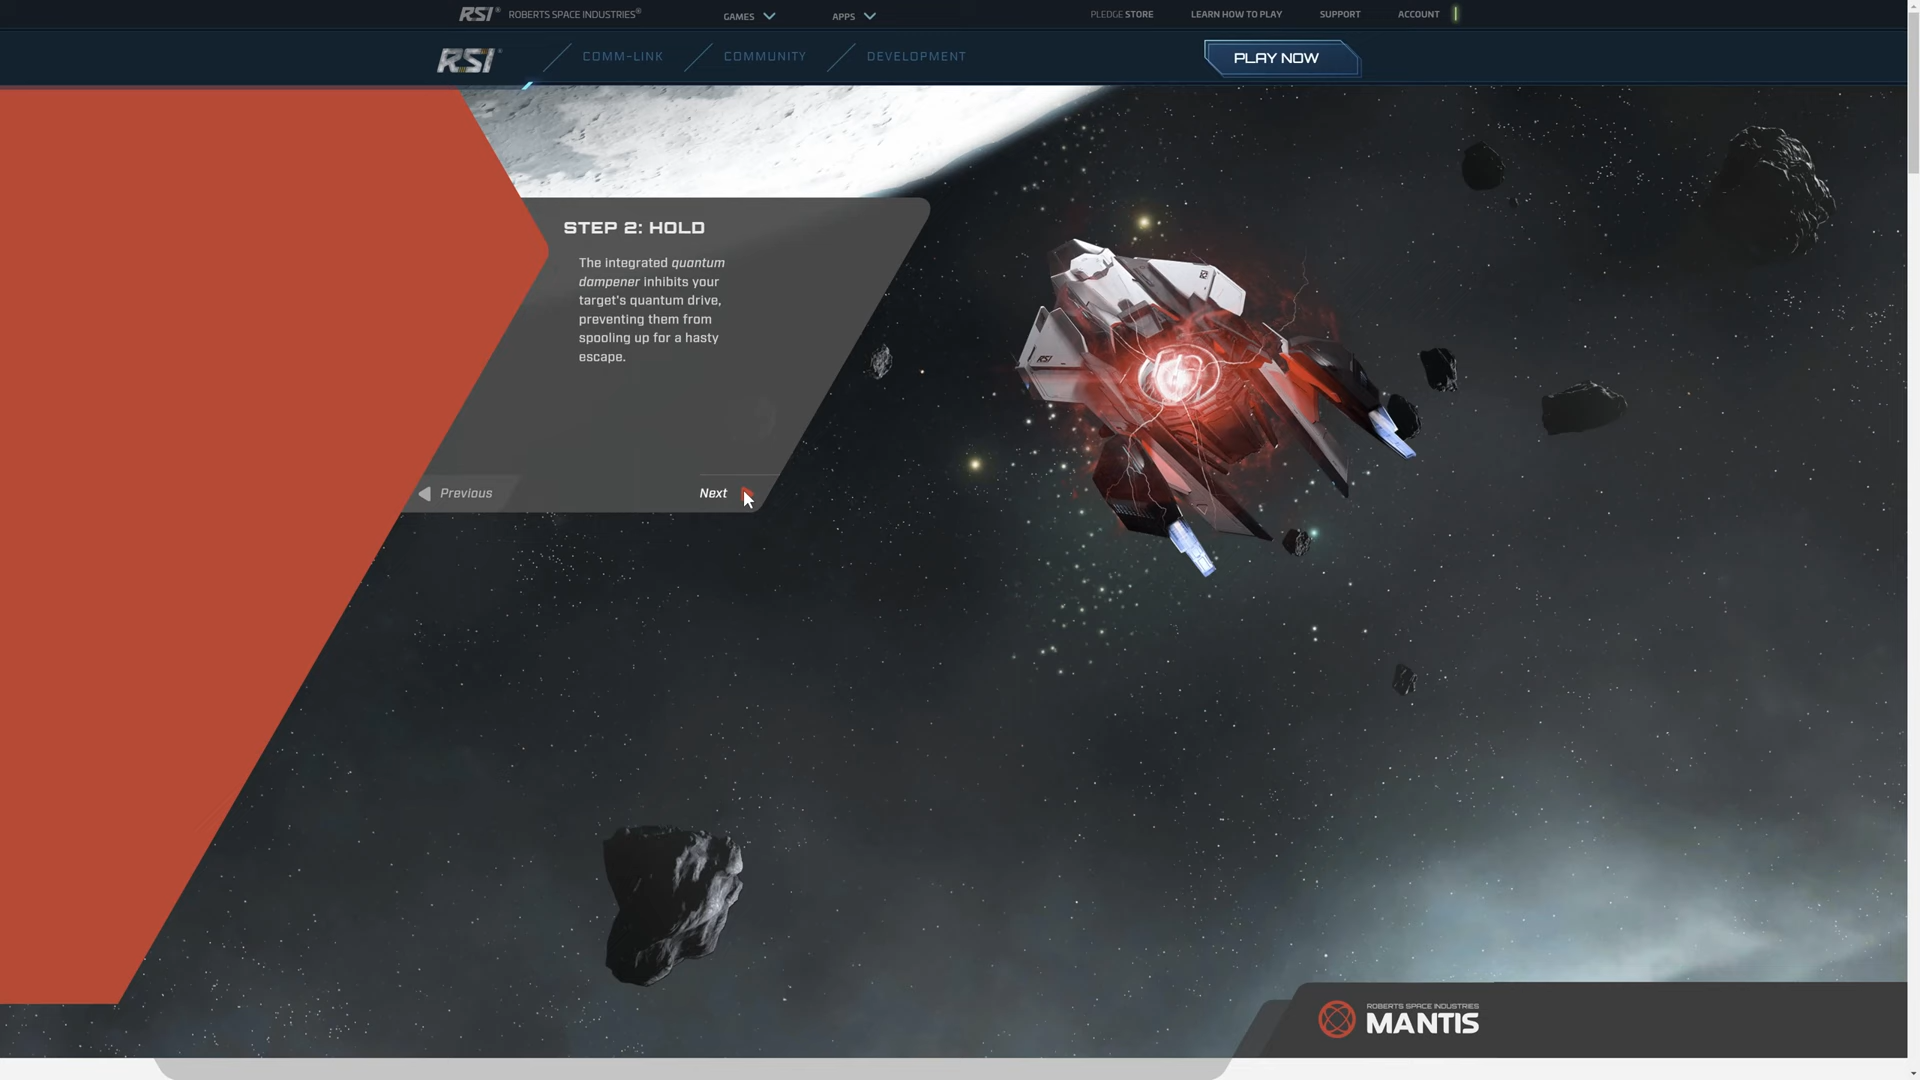 RSI ROBERTS SPACE INDUSTRIES®
GAMES
APPS
PLEDGE STORE
LEARN HOW TO PLAY
SUPPORT
ACCOUNT
RSI
COMM-LINK
COMMUNITY
DEVELOPMENT
PLAY NOW
STEP 2: HOLD
The integrated quantum
dampener inhibits your
target's quantum drive,
preventing them from
spooling up for a hasty
escape.
Previous
Next
RSI
RSI
ROBERTS SPACE INDUSTRIES
MANTIS